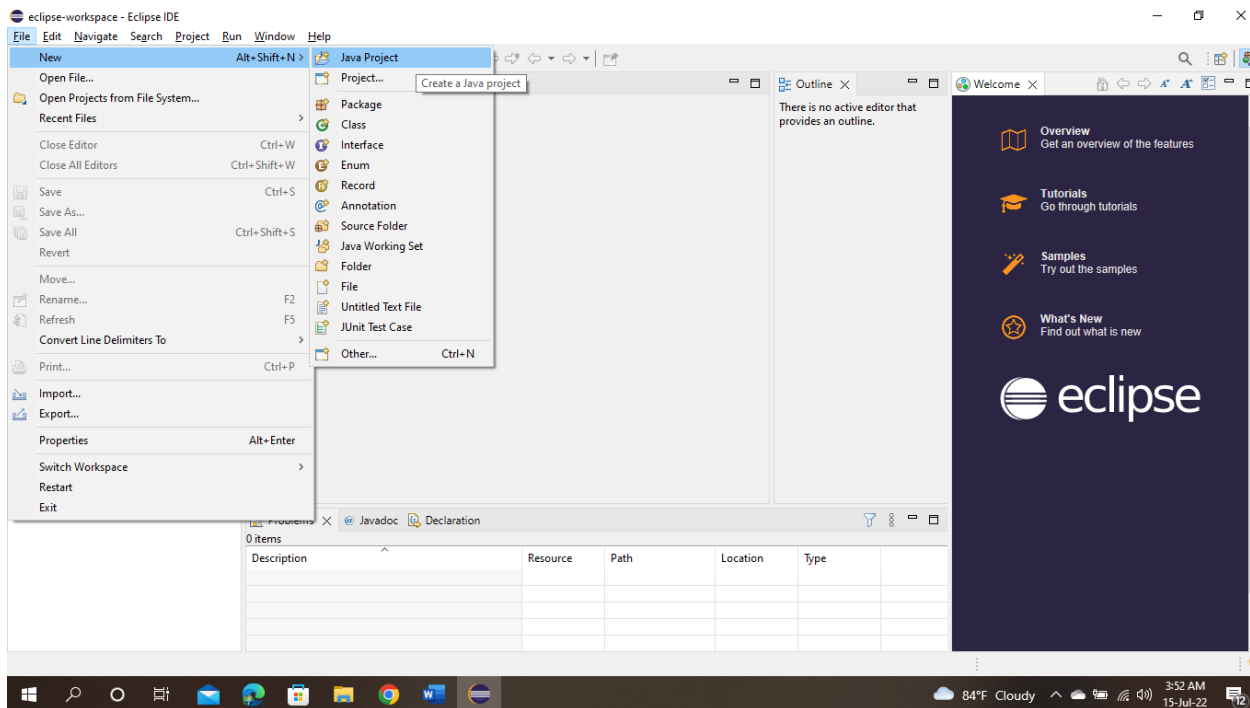 eclipse-workspace - Eclipse IDE
File Edit Navigate Search Project Run Window Help
New Alt+Shift+N >
Open File...
Open Projects from File System...
Recent Files >
Close Editor Ctrl+W
Close All Editors Ctrl+Shift+W
Save Ctrl+S
Save As...
Save All Ctrl+Shift+S
Revert
Move...
Rename... F2
Refresh F5
Convert Line Delimiters To >
Print... Ctrl+P
Import...
Export...
Properties Alt+Enter
Switch Workspace >
Restart
Exit
Java Project
Project...
Create a Java project
Package
Class
Interface
Enum
Record
Annotation
Source Folder
Java Working Set
Folder
File
Untitled Text File
JUnit Test Case
Other... Ctrl+N
Outline
There is no active editor that
provides an outline.
Welcome
Overview
Get an overview of the features
Tutorials
Go through tutorials
Samples
Try out the samples
What's New
Find out what is new
eclipse
Problems @ Javadoc Declaration
0 items
Description Resource Path Location Type
84°F Cloudy
3:52 AM
15-Jul-22
12